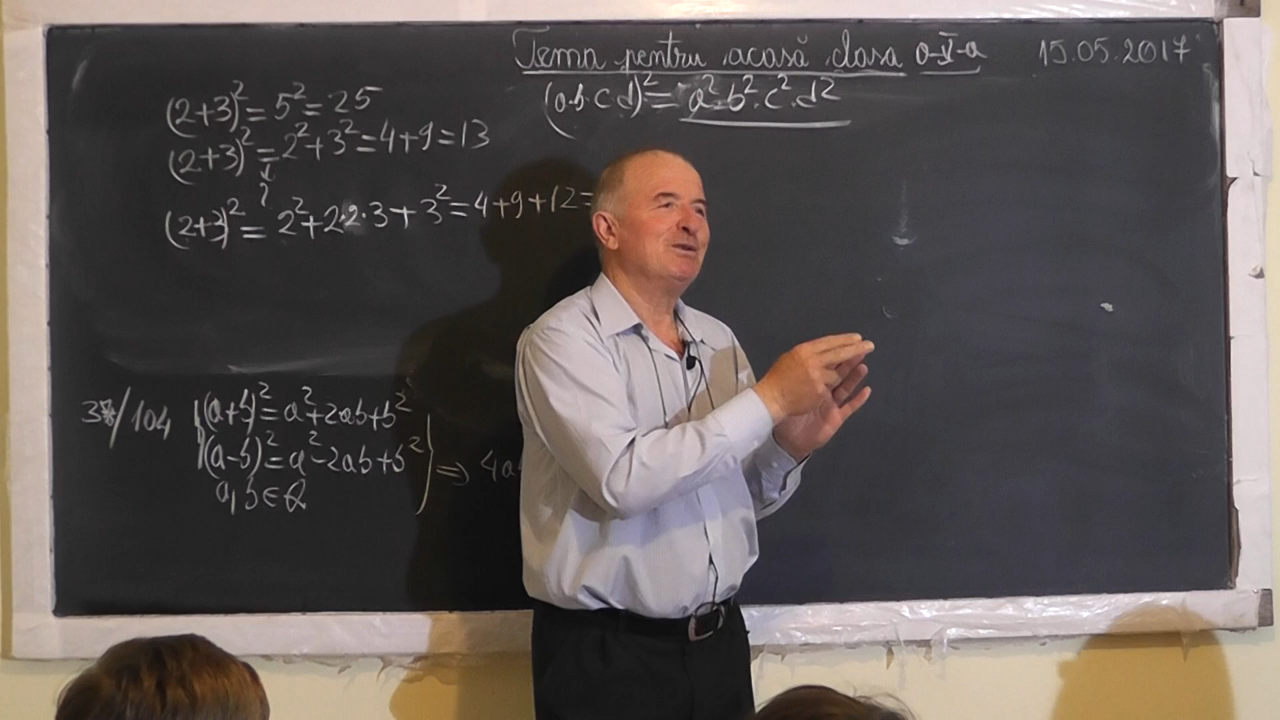 Tema pentru acasă clasa a-V-a 15.05.2017
(a·b·c·d)²=a²·b²·c²·d²
(2+3)²=5²=25
(2+3)²=2²+3²=4+9=13
?
(2+3)²=2²+2·2·3+3²=4+9+12=
/104 (a+b)²=a²+2ab+b²
(a-b)²=a²-2ab+b² ⇒ 4a
a,b∈Q